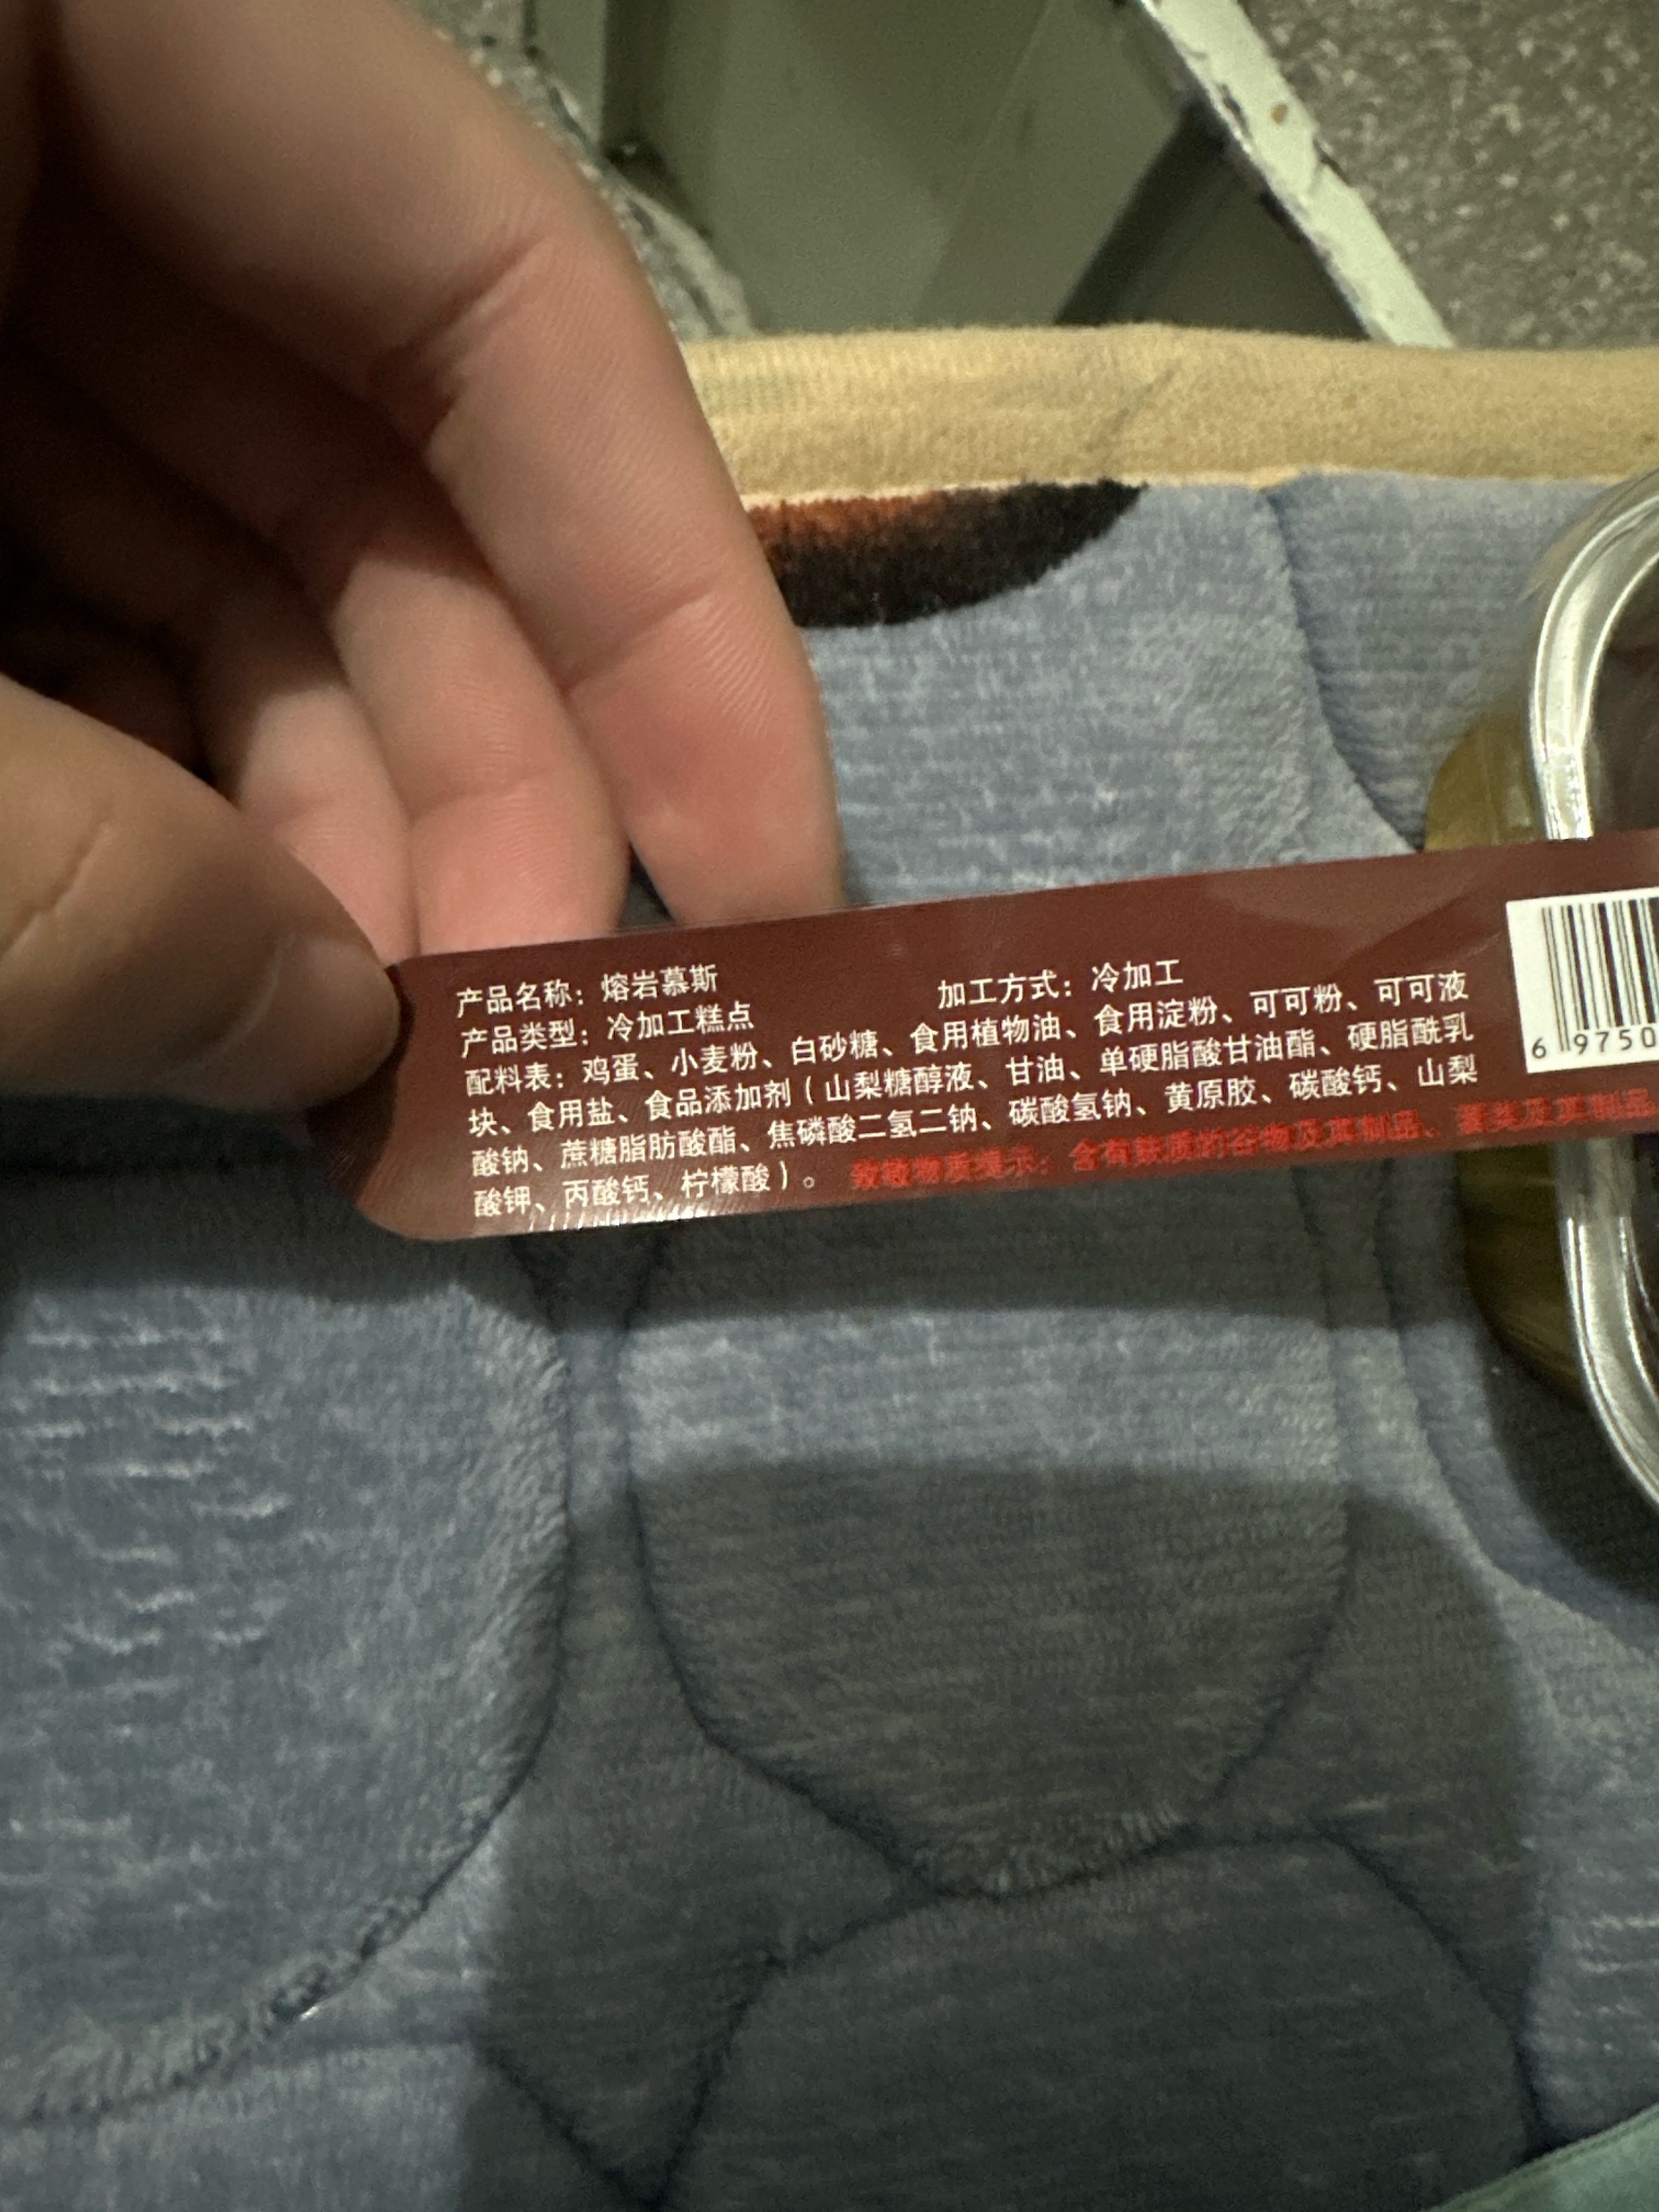 产品名称：熔岩慕斯 加工方式：冷加工
产品类型：冷加工糕点
配料表：鸡蛋、小麦粉、白砂糖、食用植物油、食用淀粉、可可粉、可可液
块、食用盐、食品添加剂（山梨糖醇液、甘油、单硬脂酸甘油酯、硬脂酰乳
酸钠、蔗糖脂肪酸酯、焦磷酸二氢二钠、碳酸氢钠、黄原胶、碳酸钙、山梨
酸钾、丙酸钙、柠檬酸）。 致敏物质提示：含有麸质的谷物及其制品、蛋类及其制品
6 9750